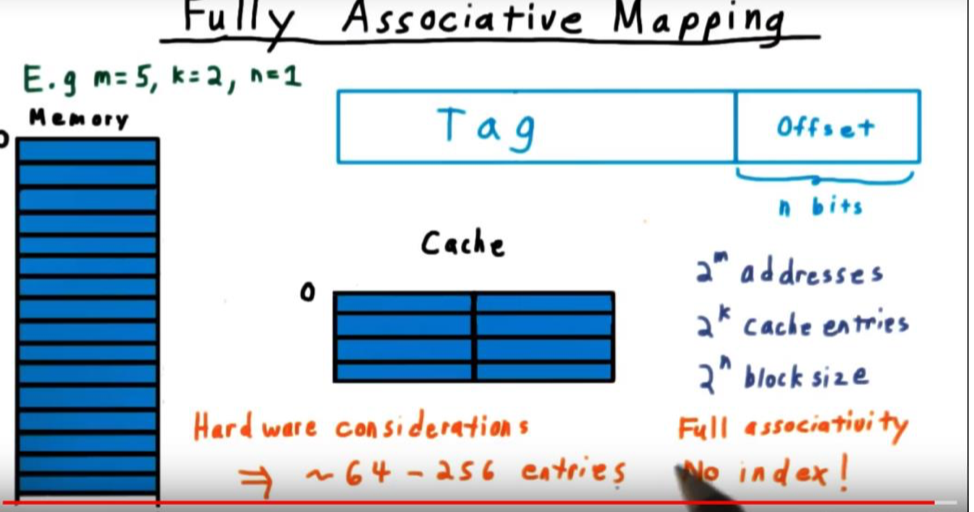 Fully Associative Mapping
E.g m=5, k=2, n=1
Memory
0
Tag
Offset
n bits
Cache
0
2^m addresses
2^k cache entries
2^n block size
Hardware considerations
⇒ ~64-256 entries
Full associativity
No index!